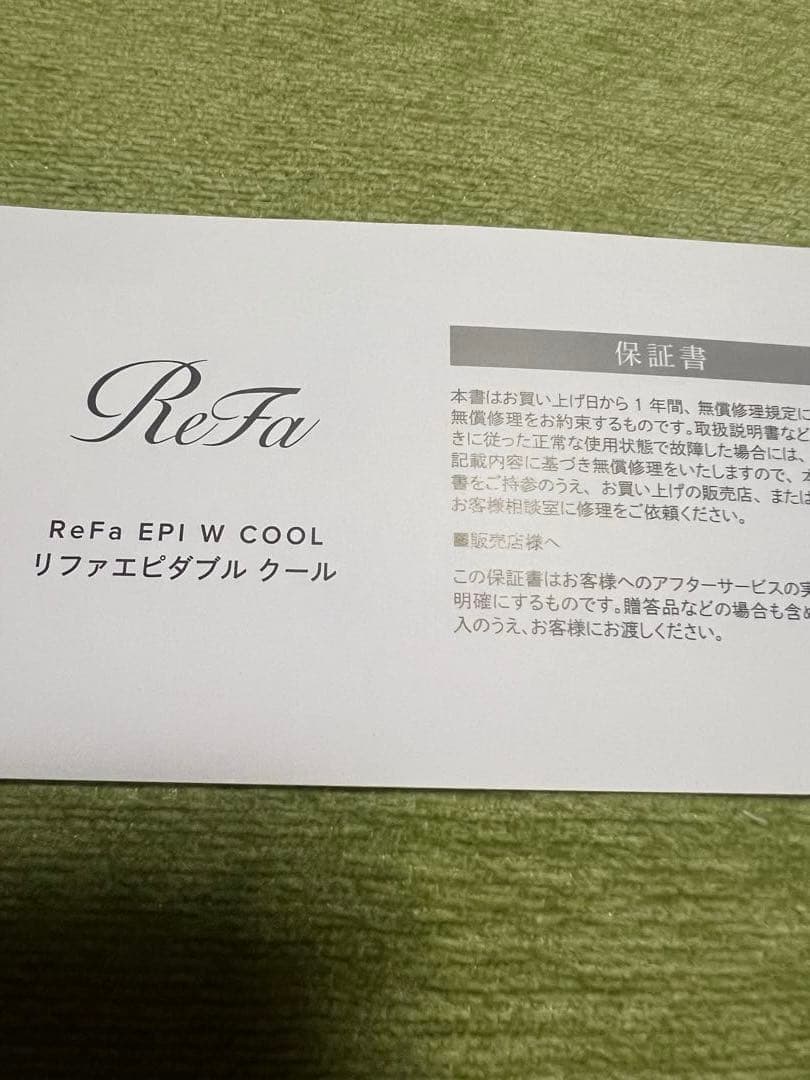 ReFa
ReFa EPI W COOL
リファエピダブル クール
保証書
本書はお買い上げ日から1年間、無償修理規定に
無償修理をお約束するものです。取扱説明書など
きに従った正常な使用状態で故障した場合には、
記載内容に基づき無償修理をいたしますので、本
書をご持参のうえ、お買い上げの販売店、または
お客様相談室に修理をご依頼ください。
■販売店様へ
この保証書はお客様へのアフターサービスの実
明確にするものです。贈答品などの場合も含め
入のうえ、お客様にお渡しください。